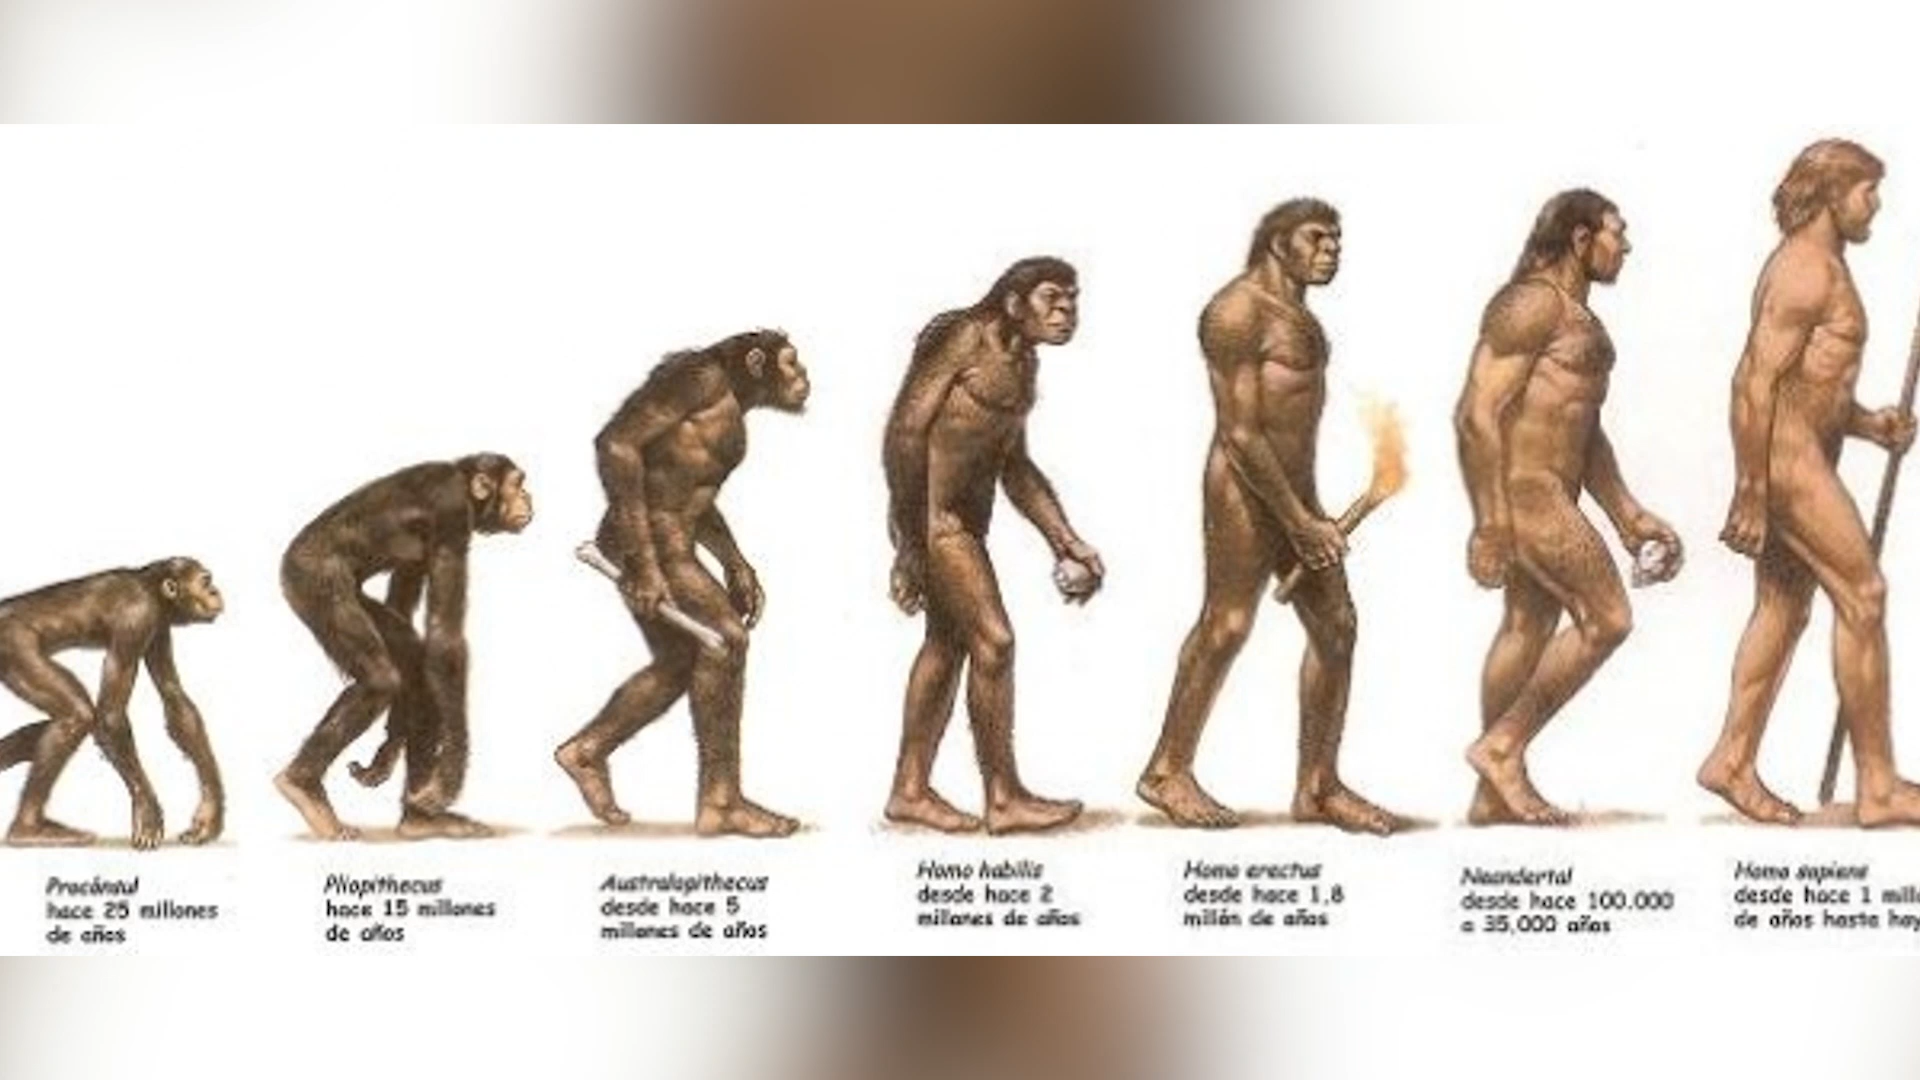 Procónsul
hace 25 millones
de años
Pliopithecus
hace 15 millones
de años
Australopithecus
desde hace 5
millones de años
Homo habilis
desde hace 2
millones de años
Homo erectus
desde hace 1,8
millón de años
Neandertal
desde hace 100.000
a 35,000 años
Homo sapiens
desde hace 1 mill
de años hasta hoy